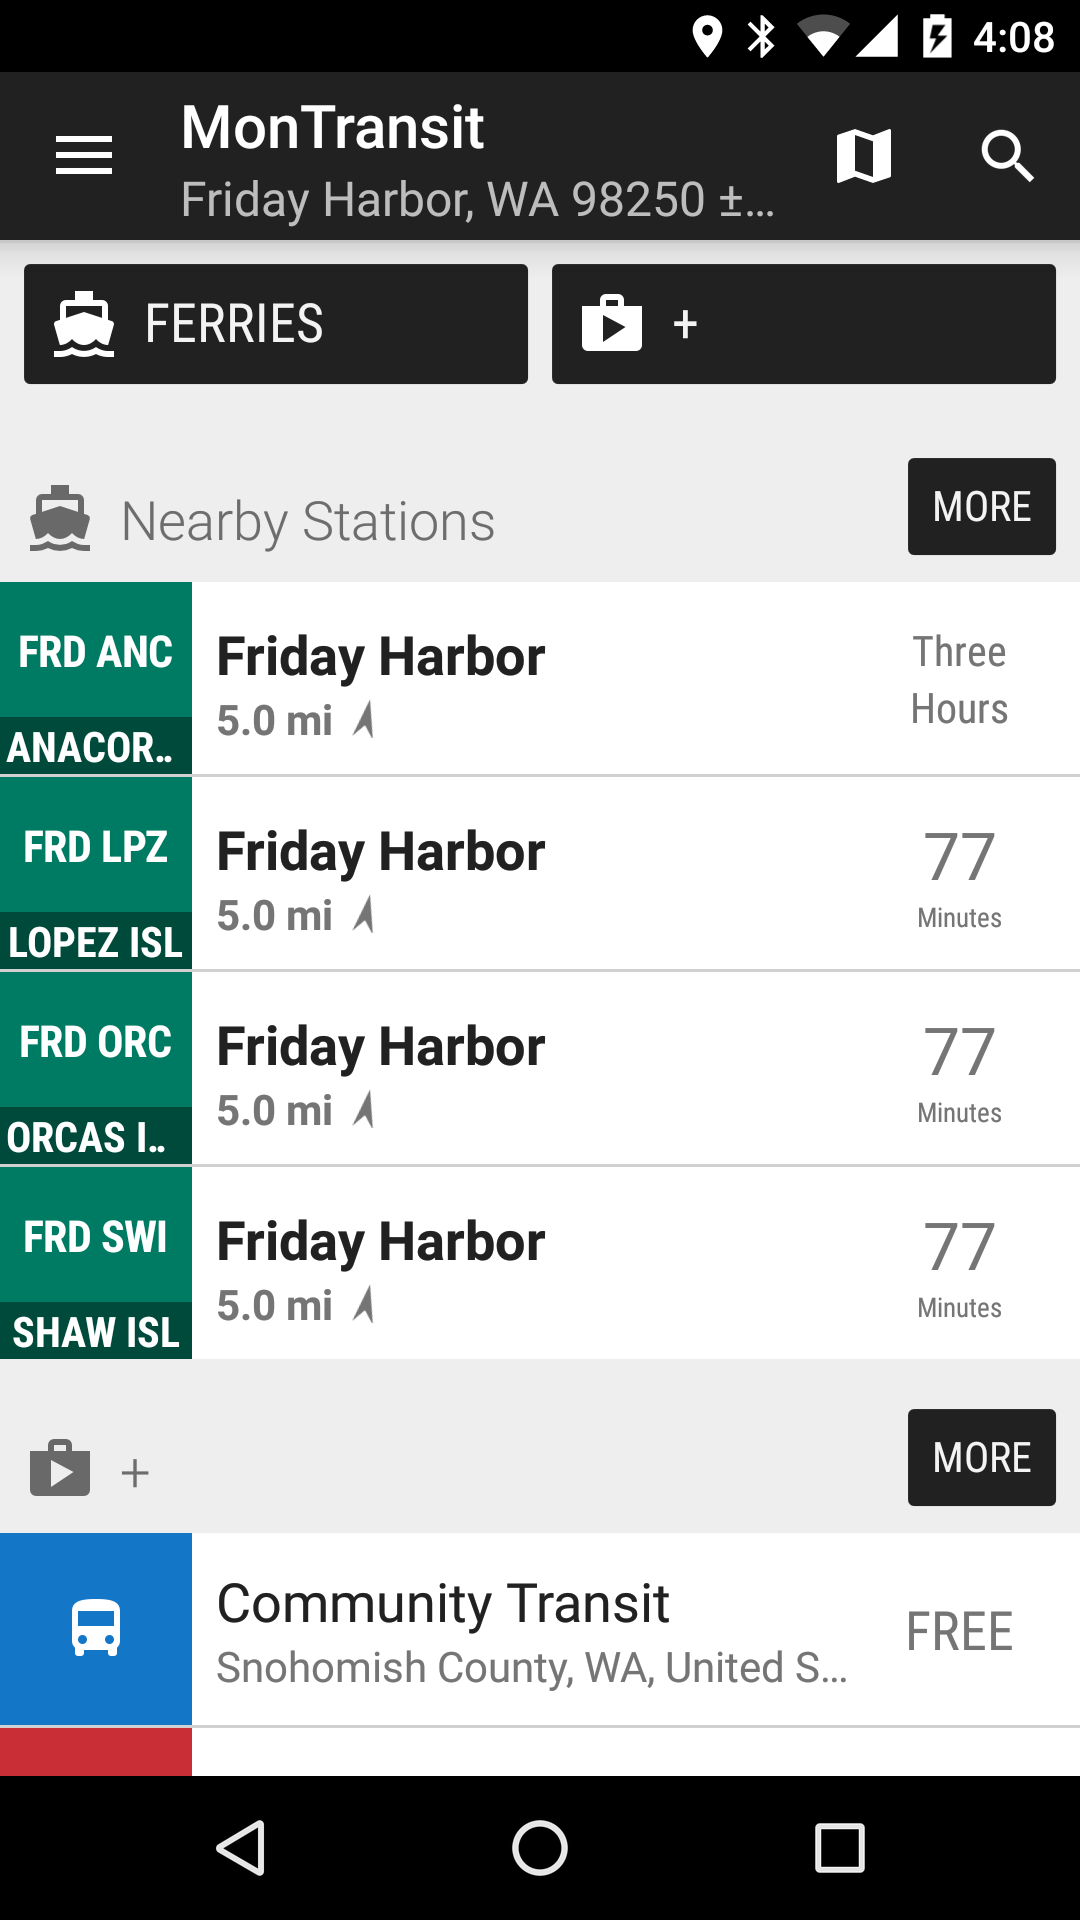 4:08
MonTransit
Friday Harbor, WA 98250 ±...
FERRIES
+
Nearby Stations
MORE
FRD ANC
ANACOR..
Friday Harbor
5.0 mi
Three
Hours
FRD LPZ
LOPEZ ISL
Friday Harbor
5.0 mi
77
Minutes
FRD ORC
ORCAS I..
Friday Harbor
5.0 mi
77
Minutes
FRD SWI
SHAW ISL
Friday Harbor
5.0 mi
77
Minutes
+
MORE
Community Transit
Snohomish County, WA, United S...
FREE